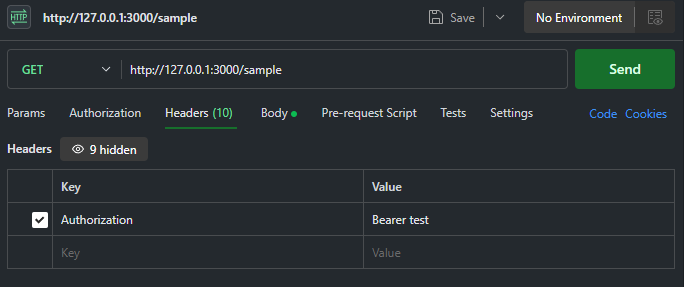 HTTP http://127.0.0.1:3000/sample Save No Environment
GET http://127.0.0.1:3000/sample Send
Params Authorization Headers (10) Body Pre-request Script Tests Settings Code Cookies
Headers 9 hidden
Key Value
Authorization Bearer test
Key Value